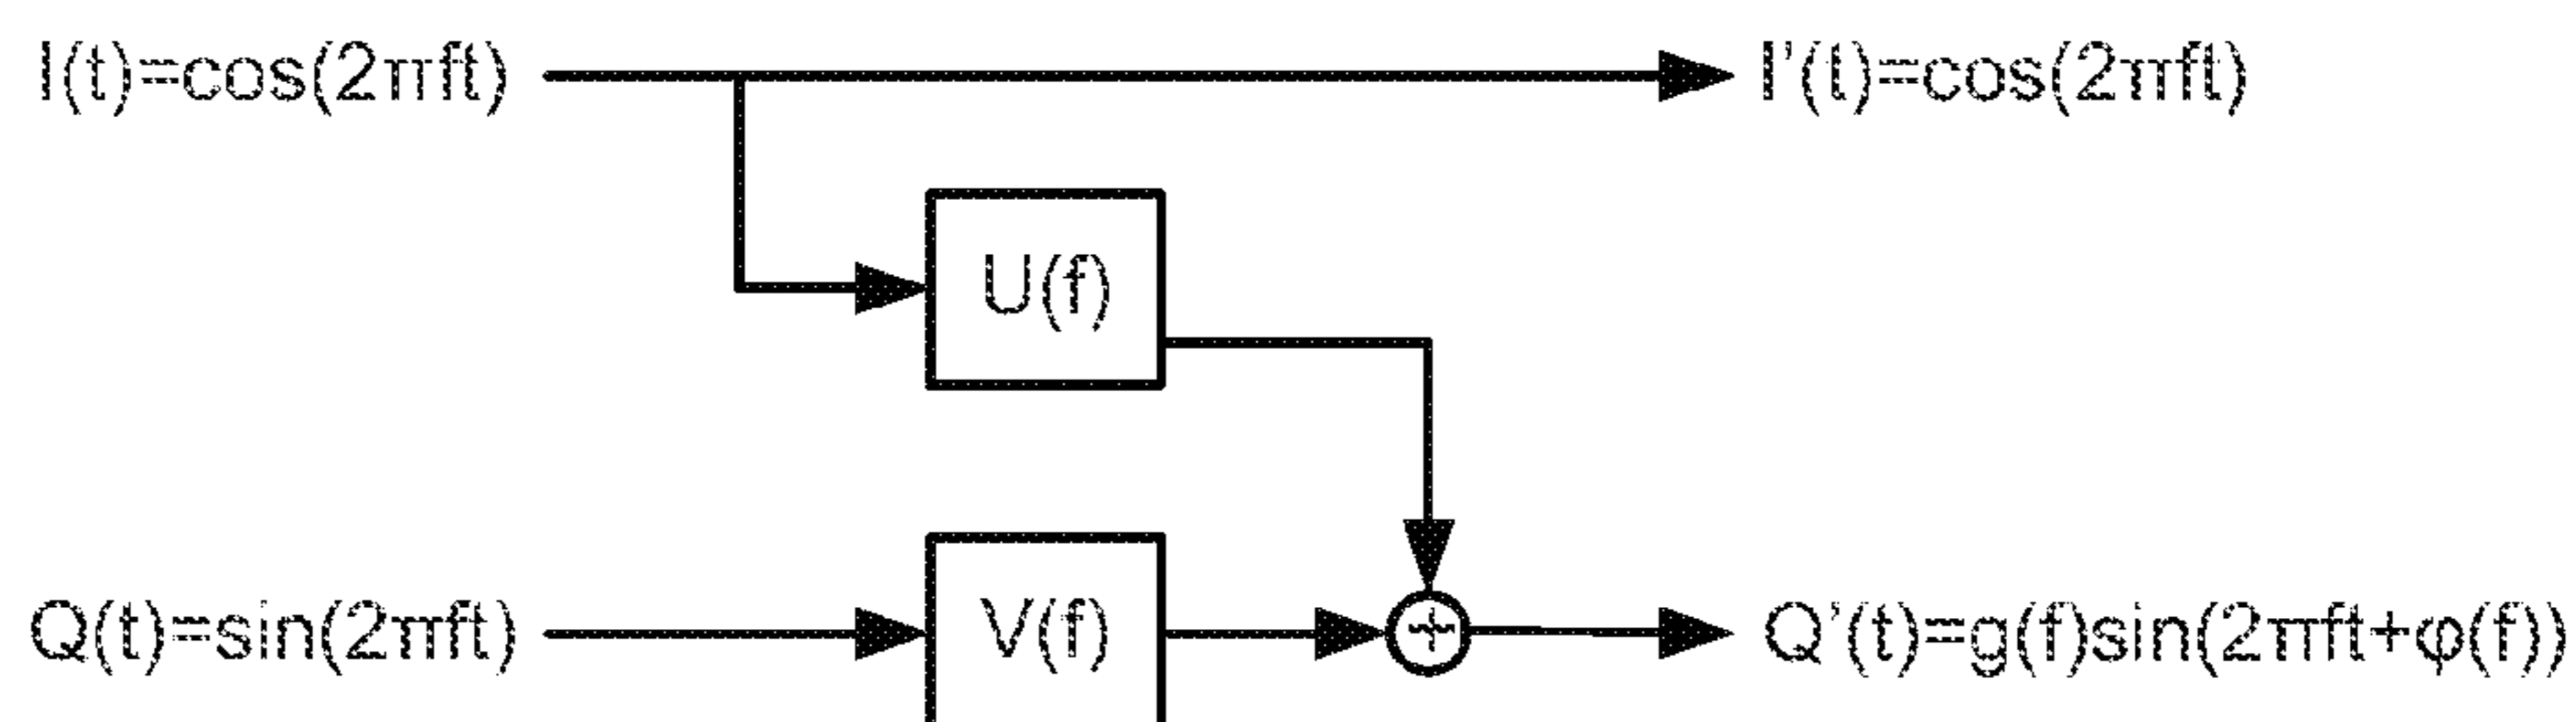 I(t)=cos(2πft)
I'(t)=cos(2πft)
U(f)
Q(t)=sin(2πft)
V(f)
+
Q'(t)=g(f)sin(2πft+φ(f))